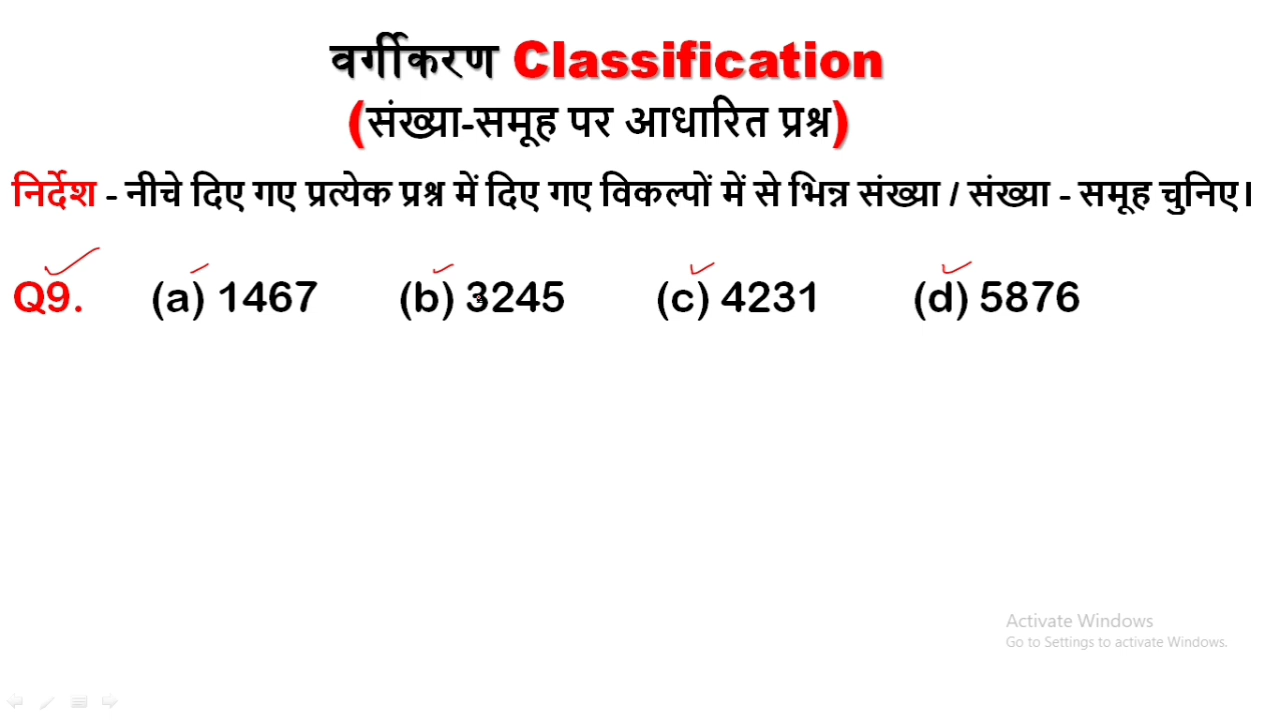 वर्गीकरण Classification
(संख्या-समूह पर आधारित प्रश्न)
निर्देश - नीचे दिए गए प्रत्येक प्रश्न में दिए गए विकल्पों में से भिन्न संख्या / संख्या - समूह चुनिए।
Q9. (a) 1467 (b) 3245 (c) 4231 (d) 5876
Activate Windows
Go to Settings to activate Windows.